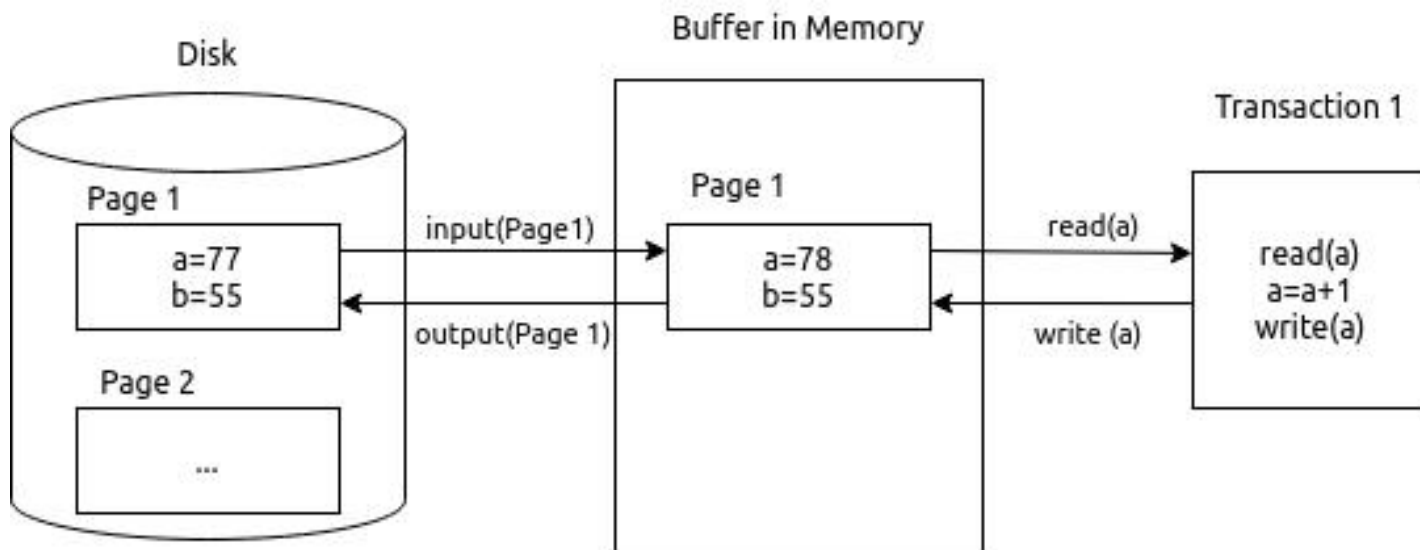 Disk
Buffer in Memory
Transaction 1
Page 1
a=77
b=55
input(Page1)
output(Page 1)
Page 1
a=78
b=55
read(a)
write (a)
read(a)
a=a+1
write(a)
Page 2
...